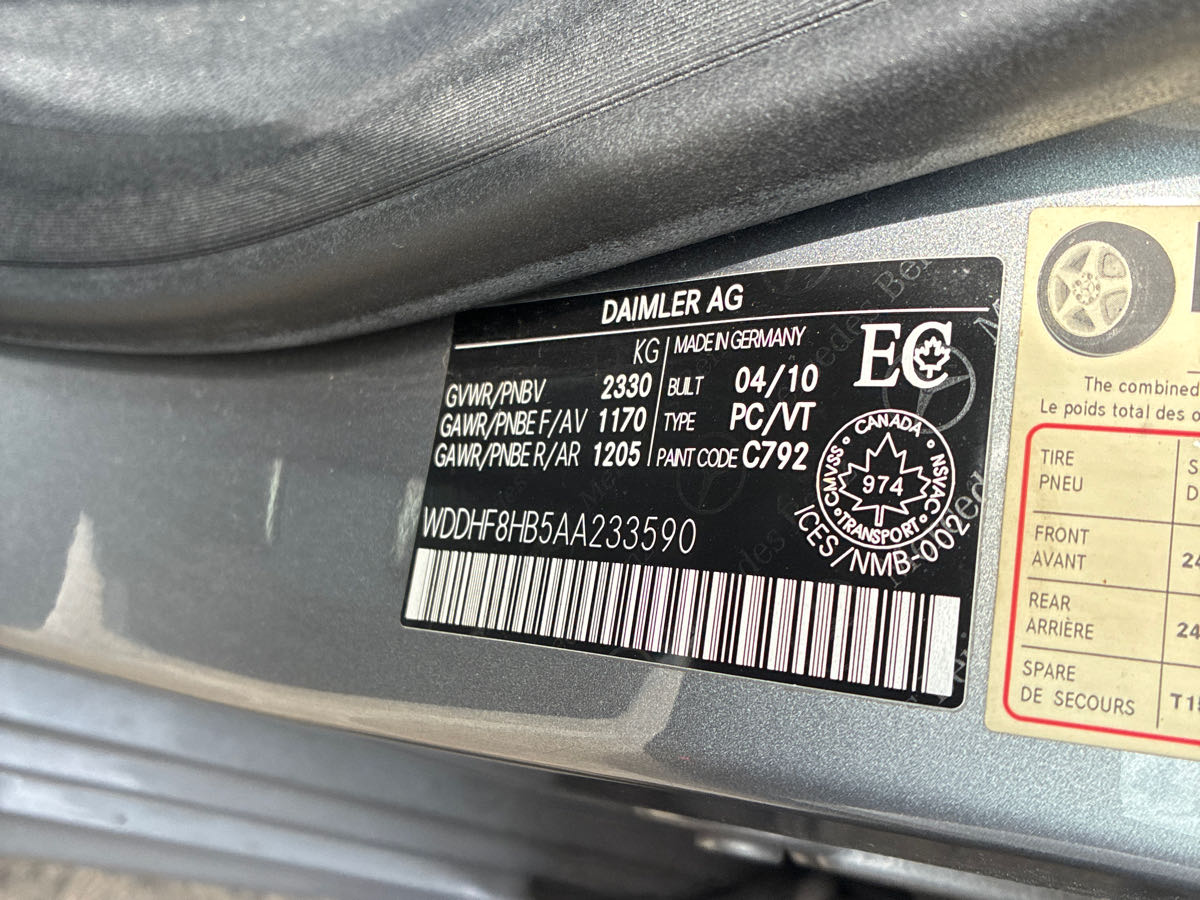 DAIMLER AG
KG
MADE IN GERMANY
GVWR/PNBV 2330
BUILT 04/10
GAWR/PNBE F/AV 1170
TYPE PC/VT
GAWR/PNBE R/AR 1205
PAINT CODE C792
EC
CANADA
CMVSS NSVAC
974
TRANSPORT
ICES/NMB-002
WDDHF8HB5AA233590
The combined
Le poids total des
TIRE
PNEU
FRONT
AVANT
24
REAR
ARRIÈRE
24
SPARE
DE SECOURS